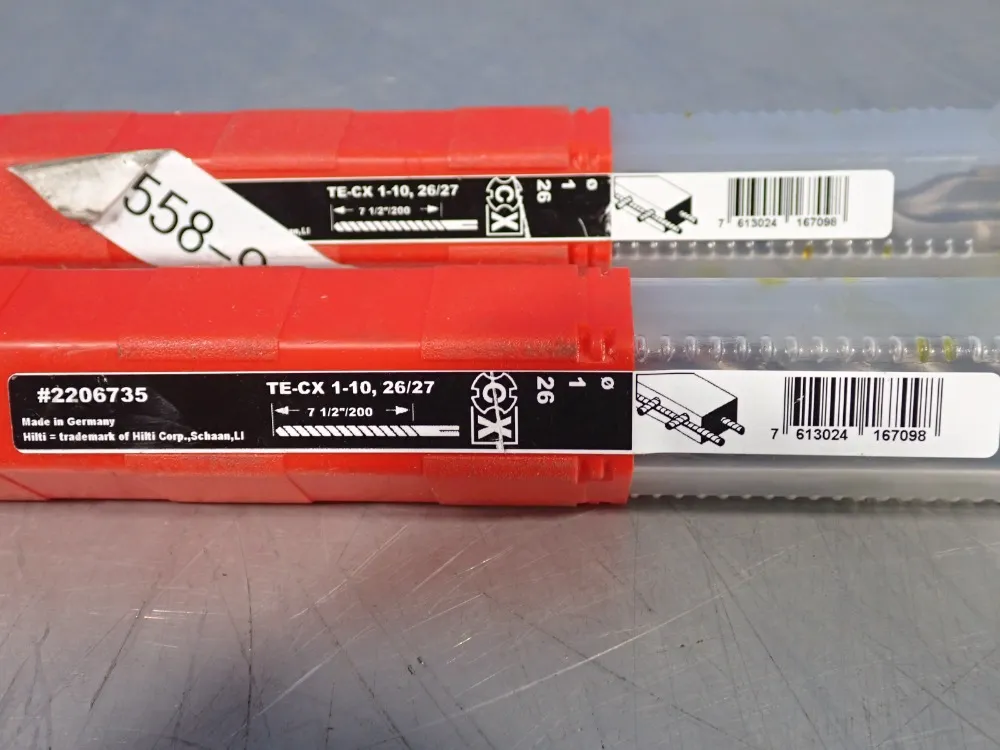 558-9
TE-CX 1-10, 26/27
7 1/2"/200
CX
26
1
ø
7 613024 167098
#2206735
Made in Germany
Hilti = trademark of Hilti Corp.,Schaan,LI
TE-CX 1-10, 26/27
7 1/2"/200
CX
26
1
ø
7 613024 167098